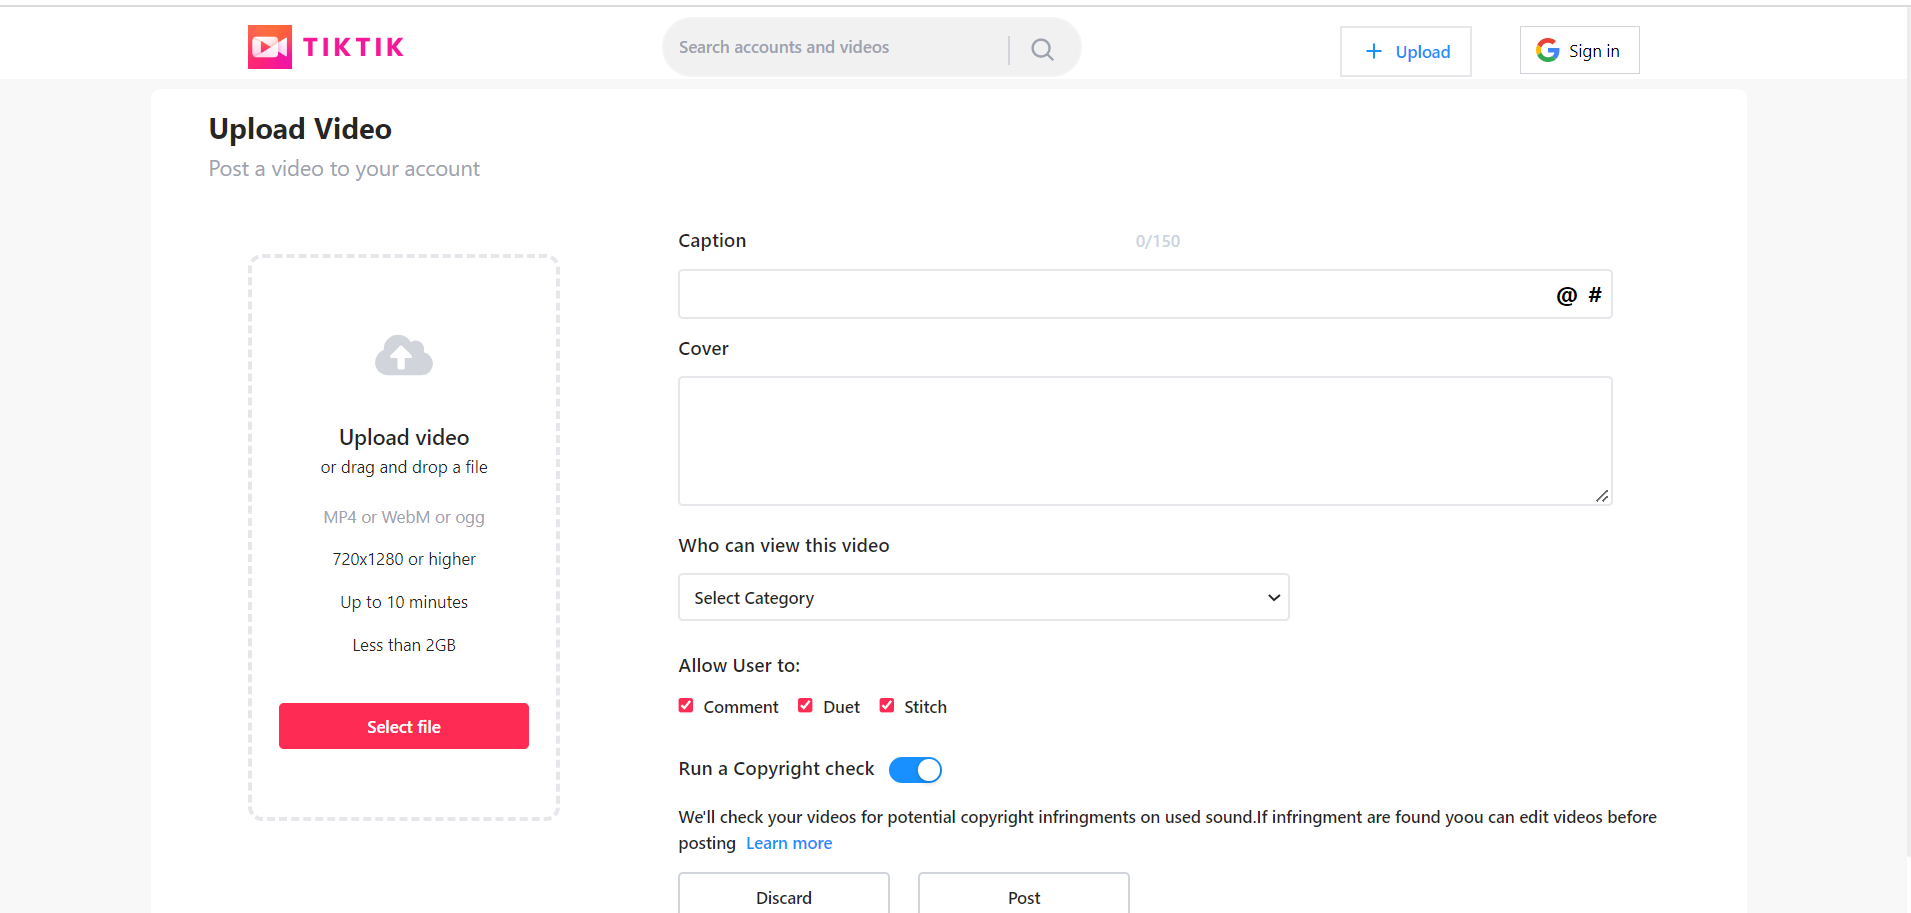 TIKTIK
Search accounts and videos
+ Upload
Sign in
Upload Video
Post a video to your account
Upload video
or drag and drop a file
MP4 or WebM or ogg
720x1280 or higher
Up to 10 minutes
Less than 2GB
Select file
Caption 0/150
@ #
Cover
Who can view this video
Select Category
Allow User to:
Comment Duet Stitch
Run a Copyright check
We'll check your videos for potential copyright infringments on used sound.If infringment are found yoou can edit videos before
posting Learn more
Discard Post